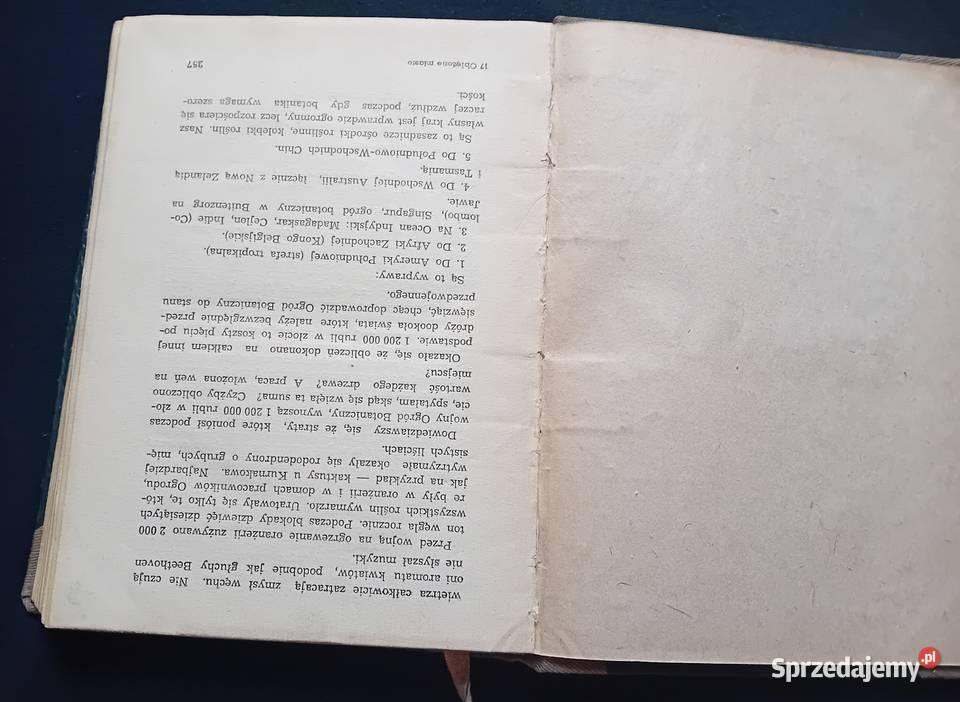 wietrza całkowicie zatracają zmysł węchu. Nie czują
oni aromatu kwiatów, podobnie jak głuchy Beethoven
nie słyszał muzyki.
Przed wojną na ogrzewanie oranżerii zużywano 2 000
ton węgla rocznie. Podczas blokady dziewięć dziesiątych
wszystkich roślin wymarzło. Uratowały się tylko te, któ-
re były w oranżerii i w domach pracowników Ogrodu,
jak na przykład — kaktusy u Kurnakowa. Najbardziej
wytrzymałe okazały się rododendrony o grubych, mię-
sistych liściach.
Dowiedziawszy się, że straty, które poniósł podczas
wojny Ogród Botaniczny, wynoszą 1 200 000 rubli w zło-
cie, spytałam, skąd się wzięła ta suma? Czyżby obliczono
wartość każdego drzewa? A praca, włożona weń na
miejscu?
Okazało się, że obliczeń dokonano na całkiem innej
podstawie. 1 200 000 rubli w złocie to koszty pięciu po-
dróży dookoła świata, które należy bezwzględnie przed-
sięwziąć, chcąc doprowadzić Ogród Botaniczny do stanu
przedwojennego.
Są to wyprawy:
1. Do Ameryki Południowej (strefa tropikalna).
2. Do Afryki Zachodniej (Kongo Belgijskie).
3. Na Ocean Indyjski: Madagaskar, Cejlon, Indie (Co-
lombo), Singapur, ogród botaniczny w Buitenzorg na
Jawie.
4. Do Wschodniej Australii, łącznie z Nową Zelandią
i Tasmanią.
5. Do Południowo-Wschodnich Chin.
Są to zasadnicze ośrodki roślinne, kolebki roślin. Nasz
własny kraj jest wprawdzie ogromny, lecz rozpościera się
raczej wzdłuż, podczas gdy botanika wymaga szero-
kości.
17 Oblężone miasto
257
Sprzedajemy.pl